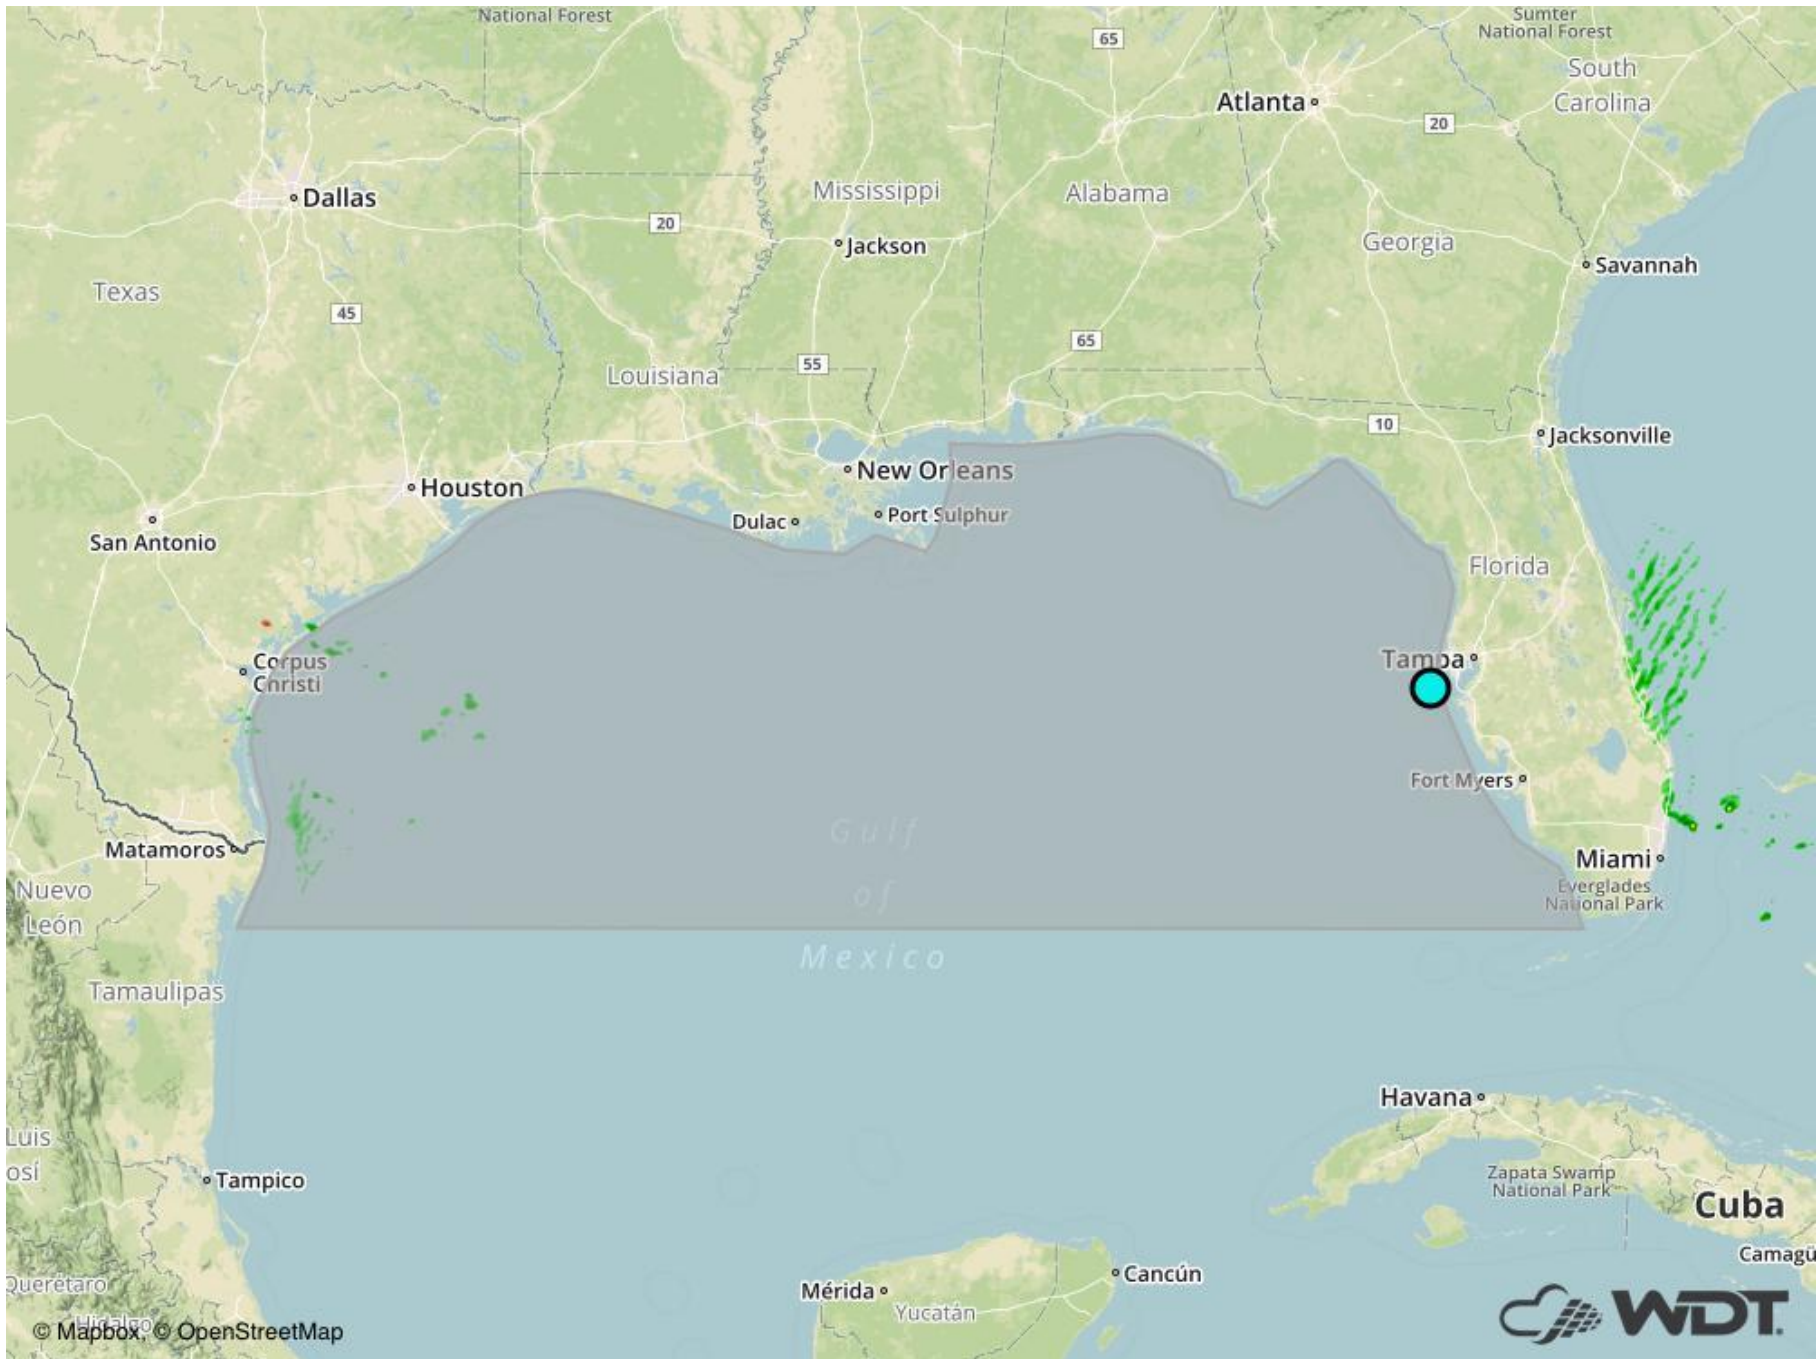 National Forest
65
Sumter
National Forest
South
Carolina
Atlanta
20
Dallas
Mississippi
Alabama
20
Jackson
Georgia
Savannah
Texas
45
65
Louisiana
55
10
Jacksonville
New Orleans
Houston
Dulac
Port Sulphur
San Antonio
Florida
Corpus
Christi
Tampa
Fort Myers
Gulf
of
Mexico
Matamoros
Miami
Everglades
National Park
Nuevo
León
Tamaulipas
Havana
Luis
osí
Tampico
Zapata Swamp
National Park
Cuba
Camagü
Cancún
Mérida
Yucatán
Querétaro
Hidalgo
© Mapbox, © OpenStreetMap
WDT.